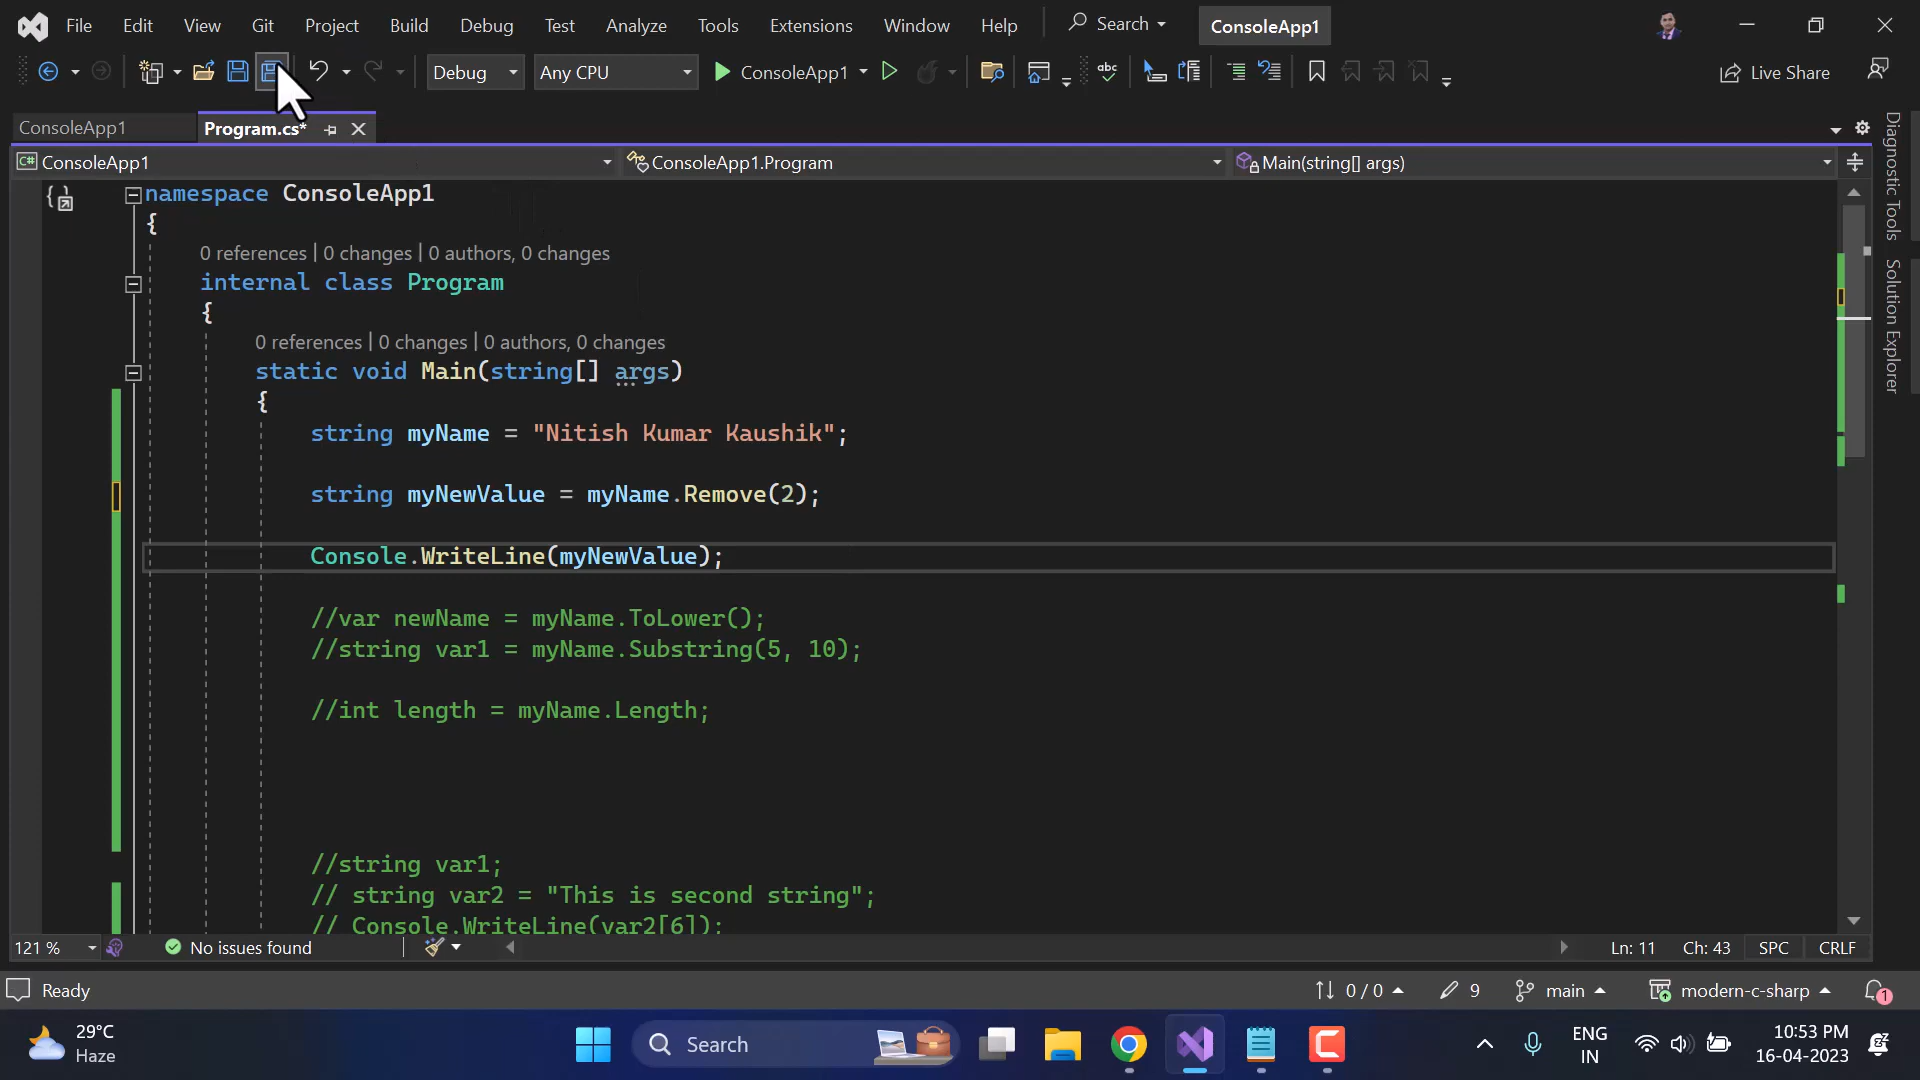 File Edit View Git Project Build Debug Test Analyze Tools Extensions Window Help Search ConsoleApp1
Debug Any CPU ConsoleApp1 abc Live Share
ConsoleApp1 Program.cs*
C# ConsoleApp1 ConsoleApp1.Program Main(string[] args)
Diagnostic Tools
Solution Explorer
namespace ConsoleApp1
{
0 references | 0 changes | 0 authors, 0 changes
internal class Program
{
0 references | 0 changes | 0 authors, 0 changes
static void Main(string[] args)
{
string myName = "Nitish Kumar Kaushik";
string myNewValue = myName.Remove(2);
Console.WriteLine(myNewValue);
//var newName = myName.ToLower();
//string var1 = myName.Substring(5, 10);
//int length = myName.Length;
//string var1;
// string var2 = "This is second string";
// Console.WriteLine(var2[6]);
121 % No issues found Ln: 11 Ch: 43 SPC CRLF
Ready 0 / 0 9 main modern-c-sharp 1
29°C
Haze
Search
ENG
IN
10:53 PM
16-04-2023